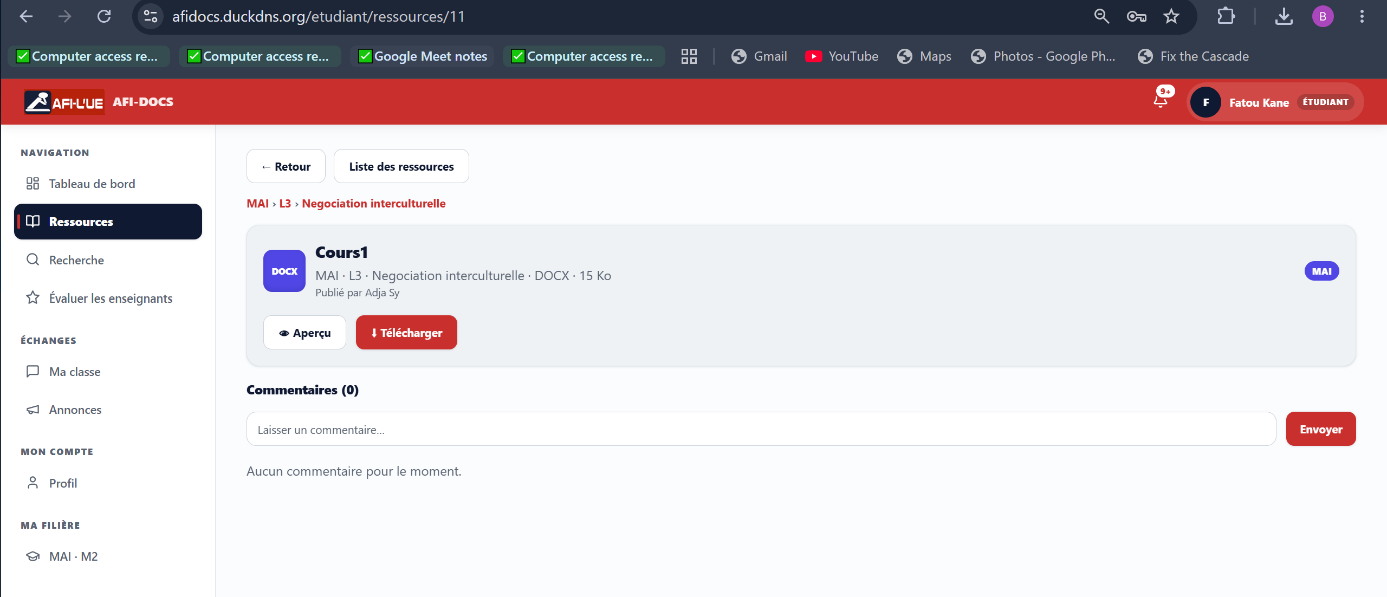 afidocs.duckdns.org/etudiant/ressources/11
B
Computer access re...
Computer access re...
Google Meet notes
Computer access re...
Gmail
YouTube
Maps
Photos - Google Ph...
Fix the Cascade
AFI-L'UE
AFI-DOCS
9+
F
Fatou Kane
ÉTUDIANT
NAVIGATION
Tableau de bord
Ressources
Recherche
Évaluer les enseignants
ÉCHANGES
Ma classe
Annonces
MON COMPTE
Profil
MA FILIÈRE
MAI · M2
← Retour
Liste des ressources
MAI › L3 › Negociation interculturelle
DOCX
Cours1
MAI · L3 · Negociation interculturelle · DOCX · 15 Ko
Publié par Adja Sy
MAI
Aperçu
Télécharger
Commentaires (0)
Laisser un commentaire...
Envoyer
Aucun commentaire pour le moment.